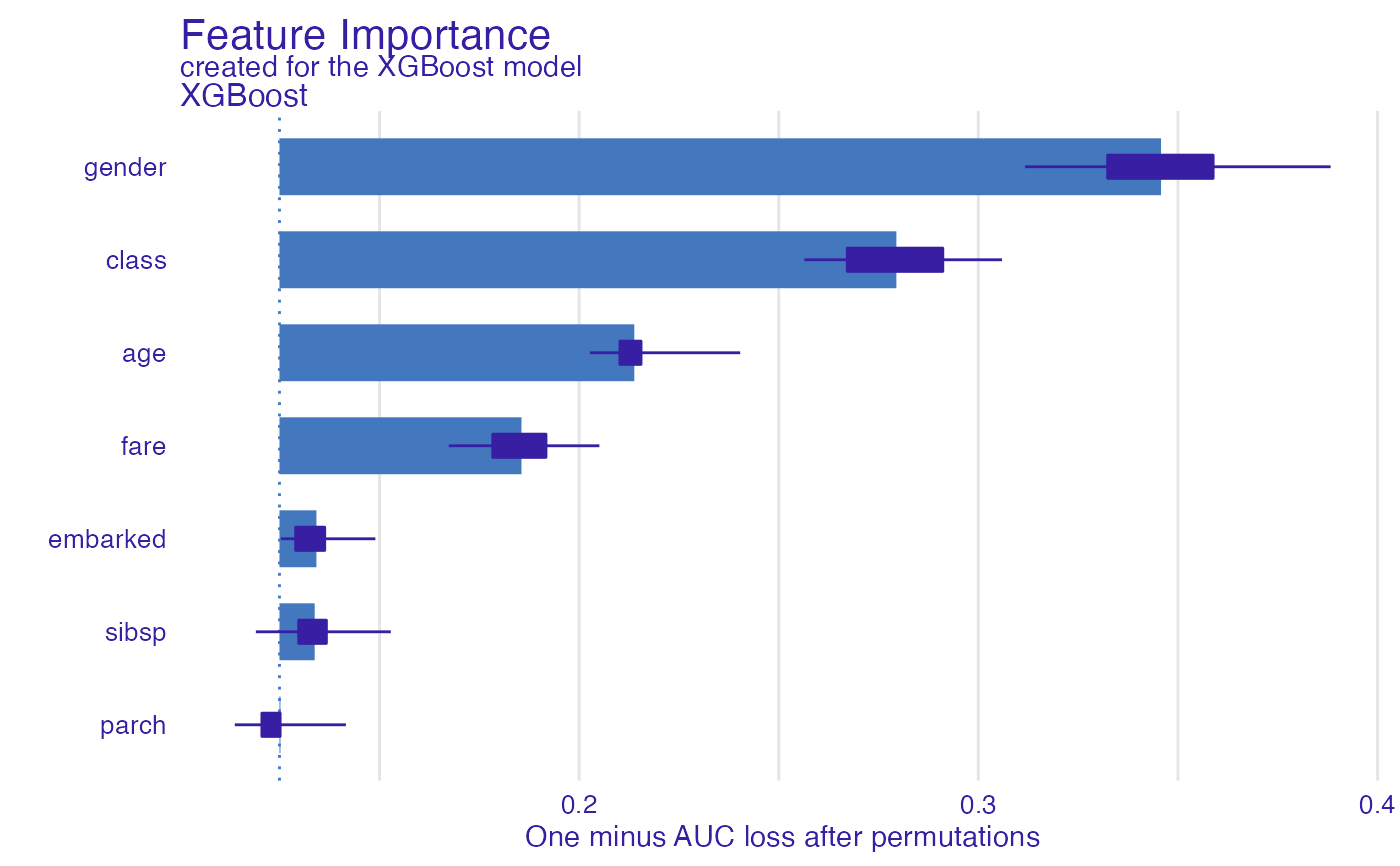 Feature Importance
created for the XGBoost model
XGBoost
gender
class
age
fare
embarked
sibsp
parch
0.2 0.3 0.4
One minus AUC loss after permutations